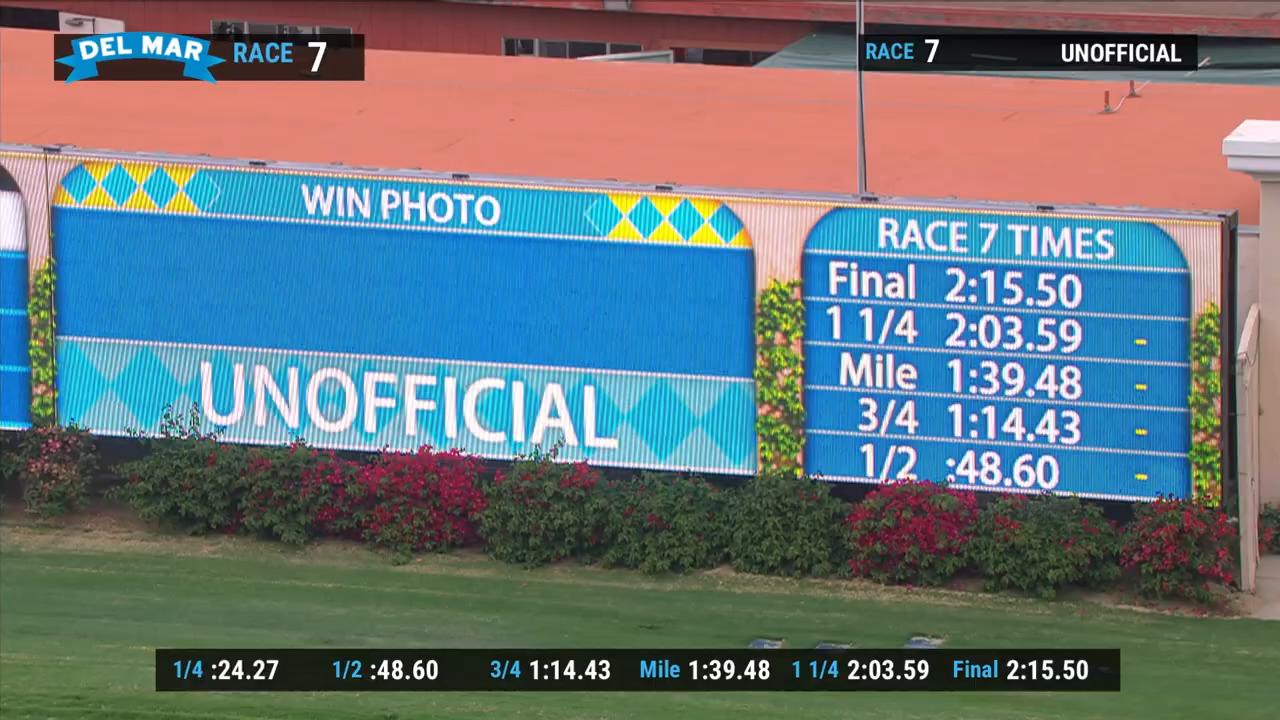 DEL MAR RACE 7
RACE 7 UNOFFICIAL
WIN PHOTO
UNOFFICIAL
RACE 7 TIMES
Final 2:15.50
1 1/4 2:03.59 -
Mile 1:39.48 -
3/4 1:14.43 -
1/2 :48.60 -
1/4 :24.27 1/2 :48.60 3/4 1:14.43 Mile 1:39.48 1 1/4 2:03.59 Final 2:15.50